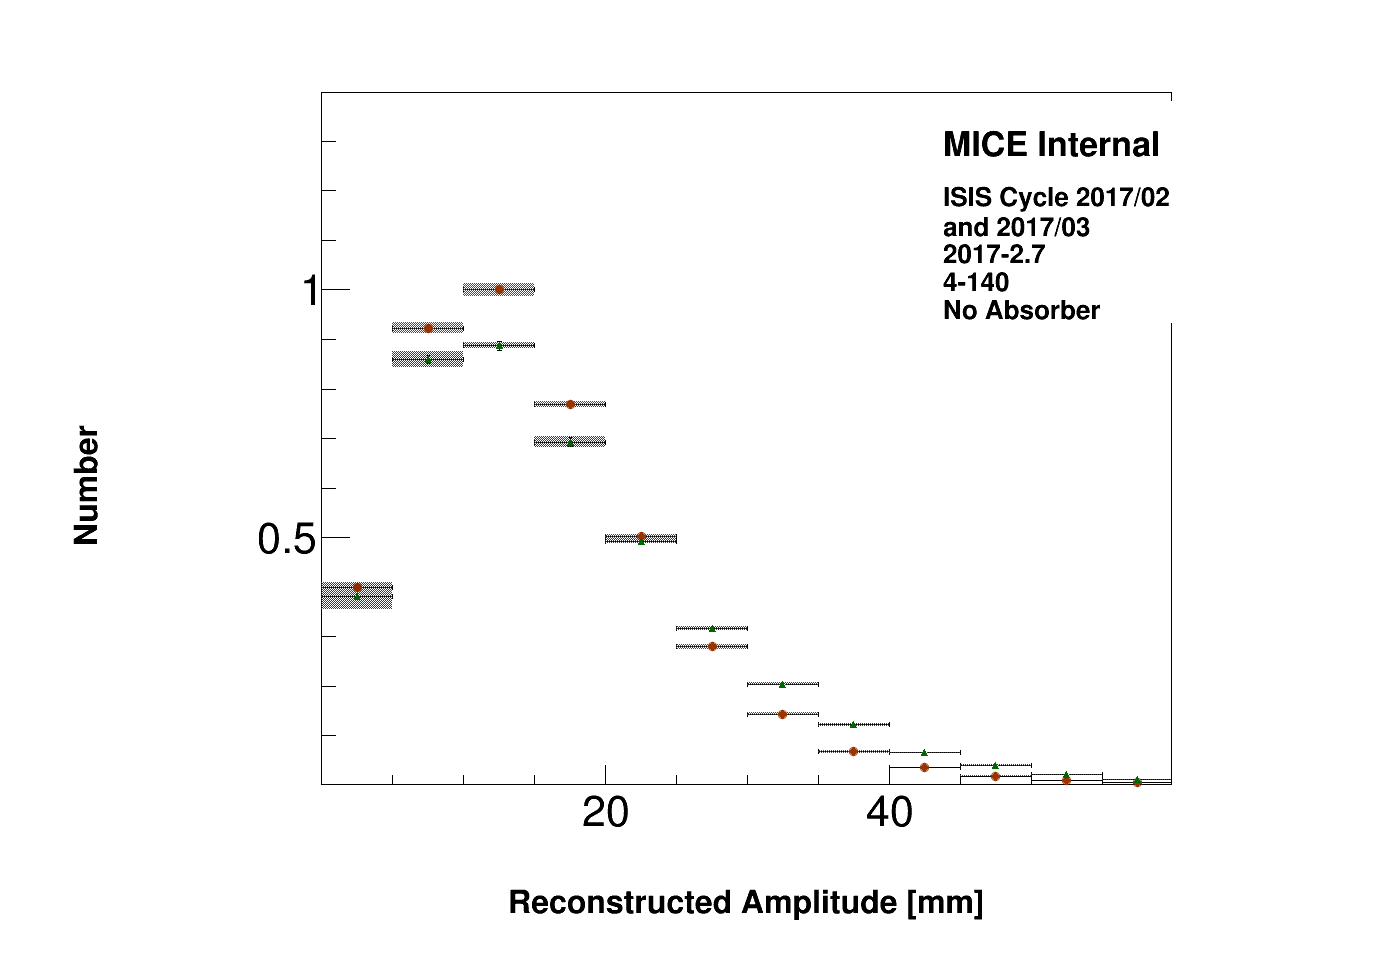 MICE Internal
ISIS Cycle 2017/02
and 2017/03
2017-2.7
4-140
No Absorber
1
0.5
Number
20 40
Reconstructed Amplitude [mm]